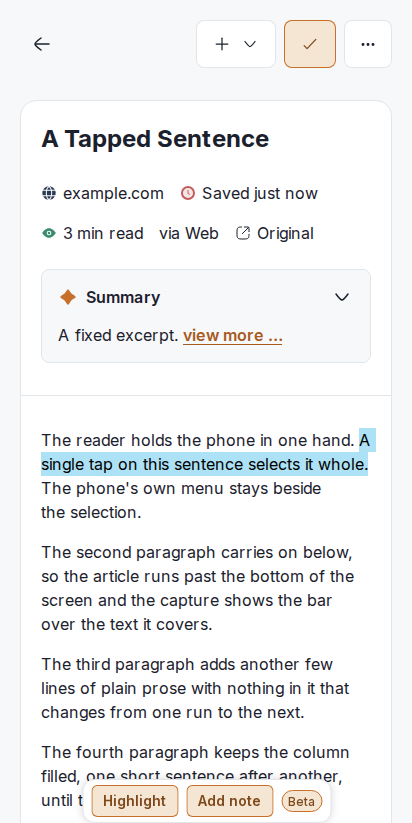 A Tapped Sentence
example.com Saved just now
3 min read via Web Original
Summary
A fixed excerpt. view more ...
The reader holds the phone in one hand. A
single tap on this sentence selects it whole.
The phone's own menu stays beside
the selection.
The second paragraph carries on below,
so the article runs past the bottom of the
screen and the capture shows the bar
over the text it covers.
The third paragraph adds another few
lines of plain prose with nothing in it that
changes from one run to the next.
The fourth paragraph keeps the column
filled, one short sentence after another,
until
Highlight Add note Beta